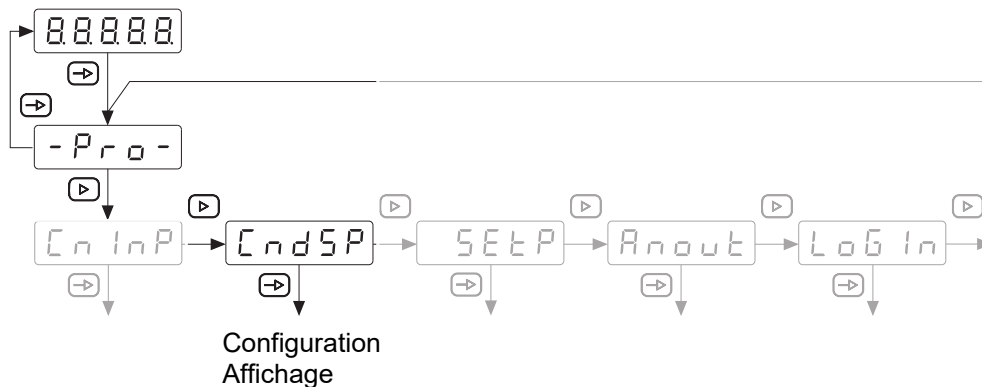 8.8.8.8.8.
-Pro-
CnInP CndSP SEtP Anout LoGIn
Configuration
Affichage